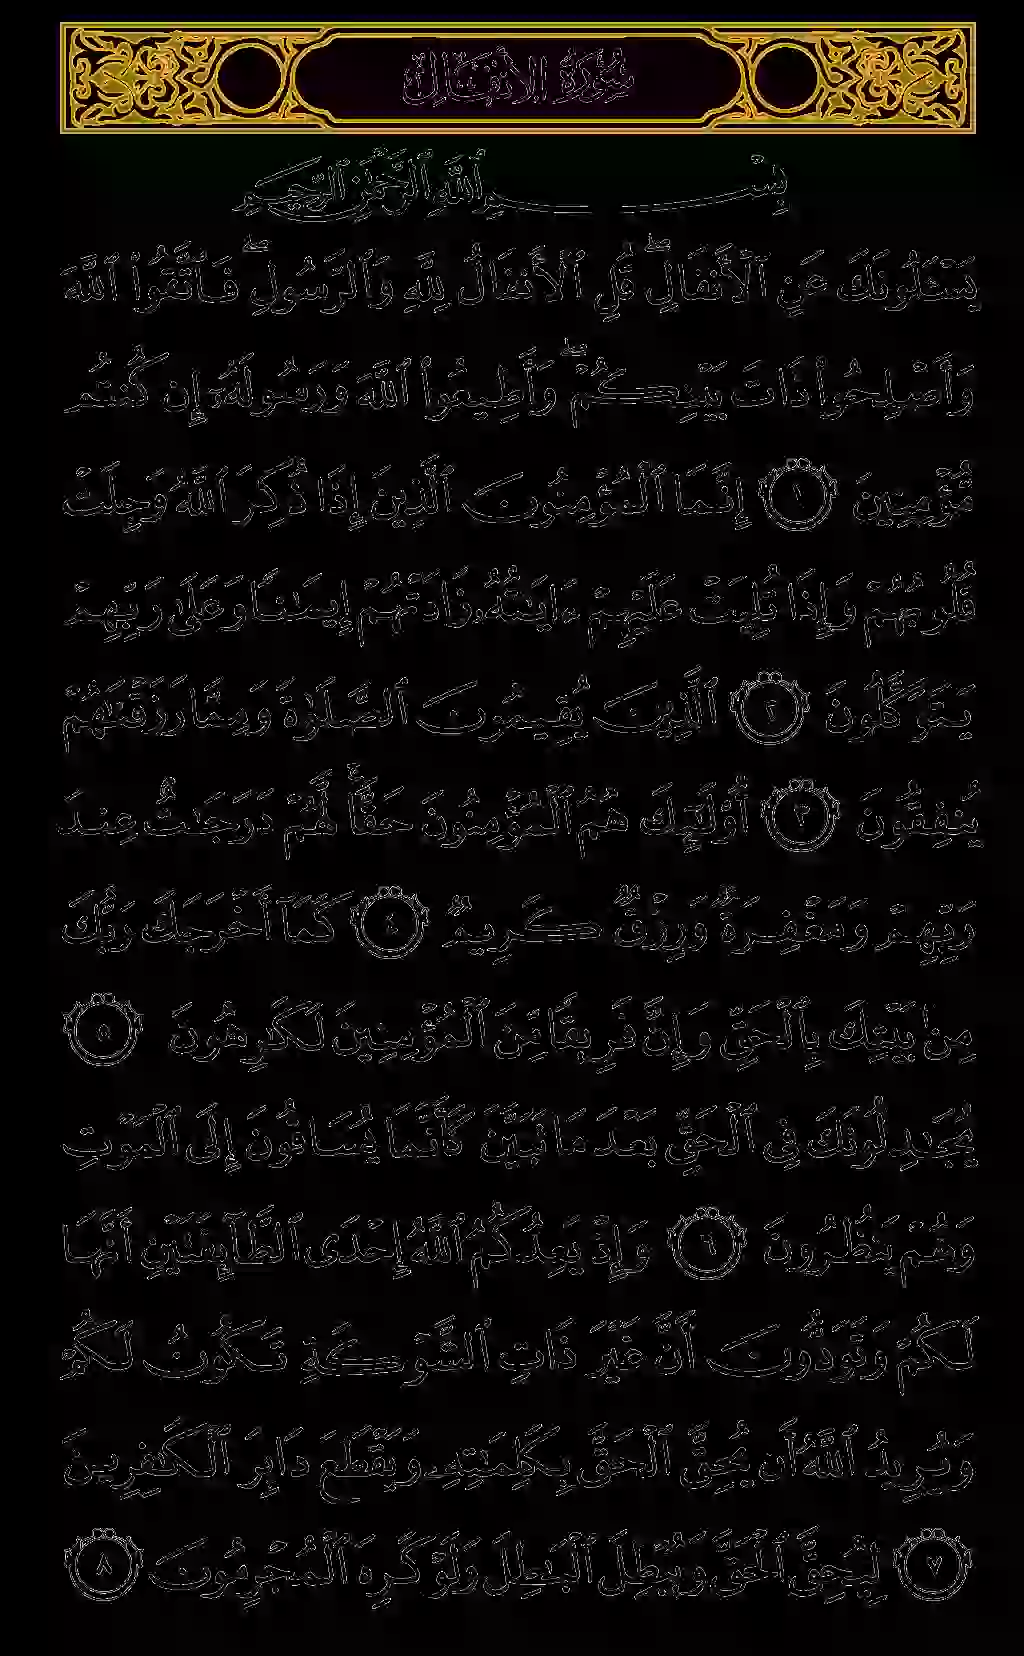 سُورَةُ الأَنْفَالِ
بِسْمِ ٱللَّهِ ٱلرَّحْمَٰنِ ٱلرَّحِيمِ
يَسْـَٔلُونَكَ عَنِ ٱلْأَنفَالِ ۖ قُلِ ٱلْأَنفَالُ لِلَّهِ وَٱلرَّسُولِ ۖ فَٱتَّقُوا۟ ٱللَّهَ
وَأَصْلِحُوا۟ ذَاتَ بَيْنِكُمْ ۖ وَأَطِيعُوا۟ ٱللَّهَ وَرَسُولَهُۥٓ إِن كُنتُم
مُّؤْمِنِينَ ١ إِنَّمَا ٱلْمُؤْمِنُونَ ٱلَّذِينَ إِذَا ذُكِرَ ٱللَّهُ وَجِلَتْ
قُلُوبُهُمْ وَإِذَا تُلِيَتْ عَلَيْهِمْ ءَايَٰتُهُۥ زَادَتْهُمْ إِيمَٰنًا وَعَلَىٰ رَبِّهِمْ
يَتَوَكَّلُونَ ٢ ٱلَّذِينَ يُقِيمُونَ ٱلصَّلَوٰةَ وَمِمَّا رَزَقْنَٰهُمْ
يُنفِقُونَ ٣ أُو۟لَٰٓئِكَ هُمُ ٱلْمُؤْمِنُونَ حَقًّا ۚ لَّهُمْ دَرَجَٰتٌ عِندَ
رَبِّهِمْ وَمَغْفِرَةٌ وَرِزْقٌ كَرِيمٌ ٤ كَمَآ أَخْرَجَكَ رَبُّكَ
مِنۢ بَيْتِكَ بِٱلْحَقِّ وَإِنَّ فَرِيقًا مِّنَ ٱلْمُؤْمِنِينَ لَكَٰرِهُونَ ٥
يُجَٰدِلُونَكَ فِى ٱلْحَقِّ بَعْدَ مَا تَبَيَّنَ كَأَنَّمَا يُسَاقُونَ إِلَى ٱلْمَوْتِ
وَهُمْ يَنظُرُونَ ٦ وَإِذْ يَعِدُكُمُ ٱللَّهُ إِحْدَى ٱلطَّآئِفَتَيْنِ أَنَّهَا
لَكُمْ وَتَوَدُّونَ أَنَّ غَيْرَ ذَاتِ ٱلشَّوْكَةِ تَكُونُ لَكُمْ
وَيُرِيدُ ٱللَّهُ أَن يُحِقَّ ٱلْحَقَّ بِكَلِمَٰتِهِۦ وَيَقْطَعَ دَابِرَ ٱلْكَٰفِرِينَ
٧ لِيُحِقَّ ٱلْحَقَّ وَيُبْطِلَ ٱلْبَٰطِلَ وَلَوْ كَرِهَ ٱلْمُجْرِمُونَ ٨